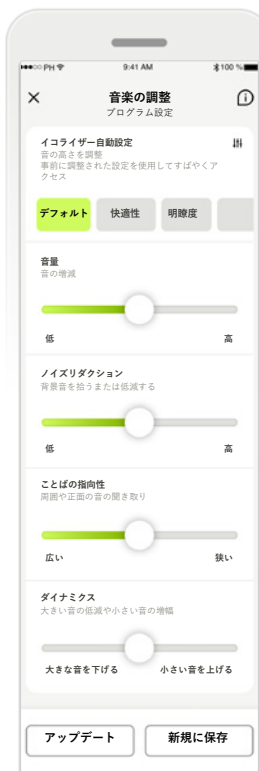 PH
9:41 AM
100 %
音楽の調整
プログラム設定
イコライザー自動設定
音の高さを調整
事前に調整された設定を使用してすばやくア
クセス
デフォルト
快適性
明瞭度
音量
音の増減
低
高
ノイズリダクション
背景音を拾うまたは低減する
低
高
ことばの指向性
周囲や正面の音の聞き取り
広い
狭い
ダイナミクス
大きい音の低減や小さい音の増幅
大きな音を下げる
小さい音を上げる
アップデート
新規に保存